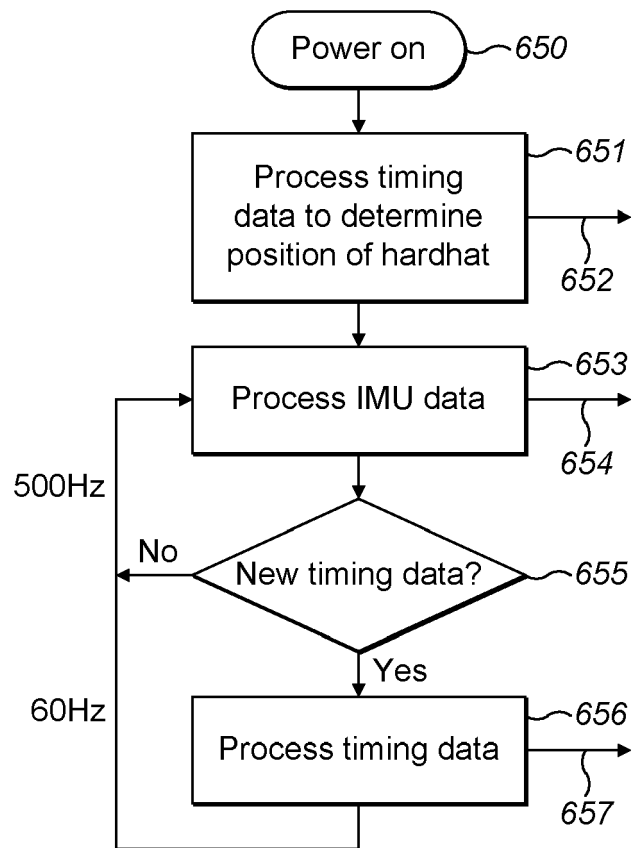 Power on
650
Process timing
data to determine
position of hardhat
651
652
Process IMU data
653
654
500Hz
No
New timing data?
655
Yes
60Hz
Process timing data
656
657